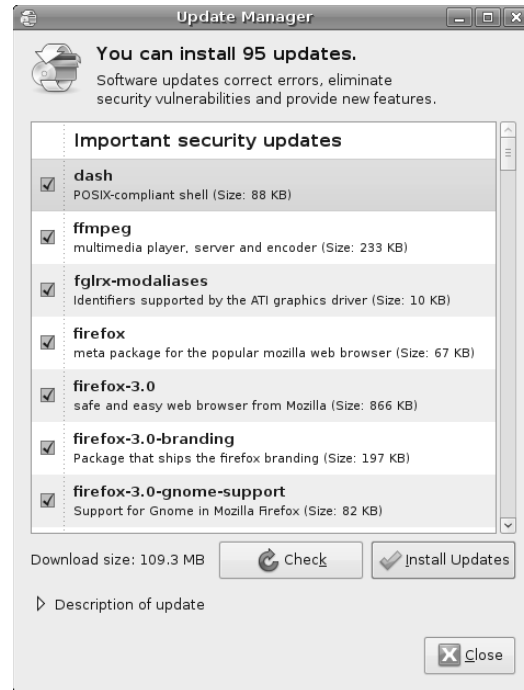 Update Manager
You can install 95 updates.
Software updates correct errors, eliminate
security vulnerabilities and provide new features.
Important security updates
dash
POSIX-compliant shell (Size: 88 KB)
ffmpeg
multimedia player, server and encoder (Size: 233 KB)
fglrx-modaliases
Identifiers supported by the ATI graphics driver (Size: 10 KB)
firefox
meta package for the popular mozilla web browser (Size: 67 KB)
firefox-3.0
safe and easy web browser from Mozilla (Size: 866 KB)
firefox-3.0-branding
Package that ships the firefox branding (Size: 197 KB)
firefox-3.0-gnome-support
Support for Gnome in Mozilla Firefox (Size: 82 KB)
Download size: 109.3 MB
Check
Install Updates
Description of update
Close